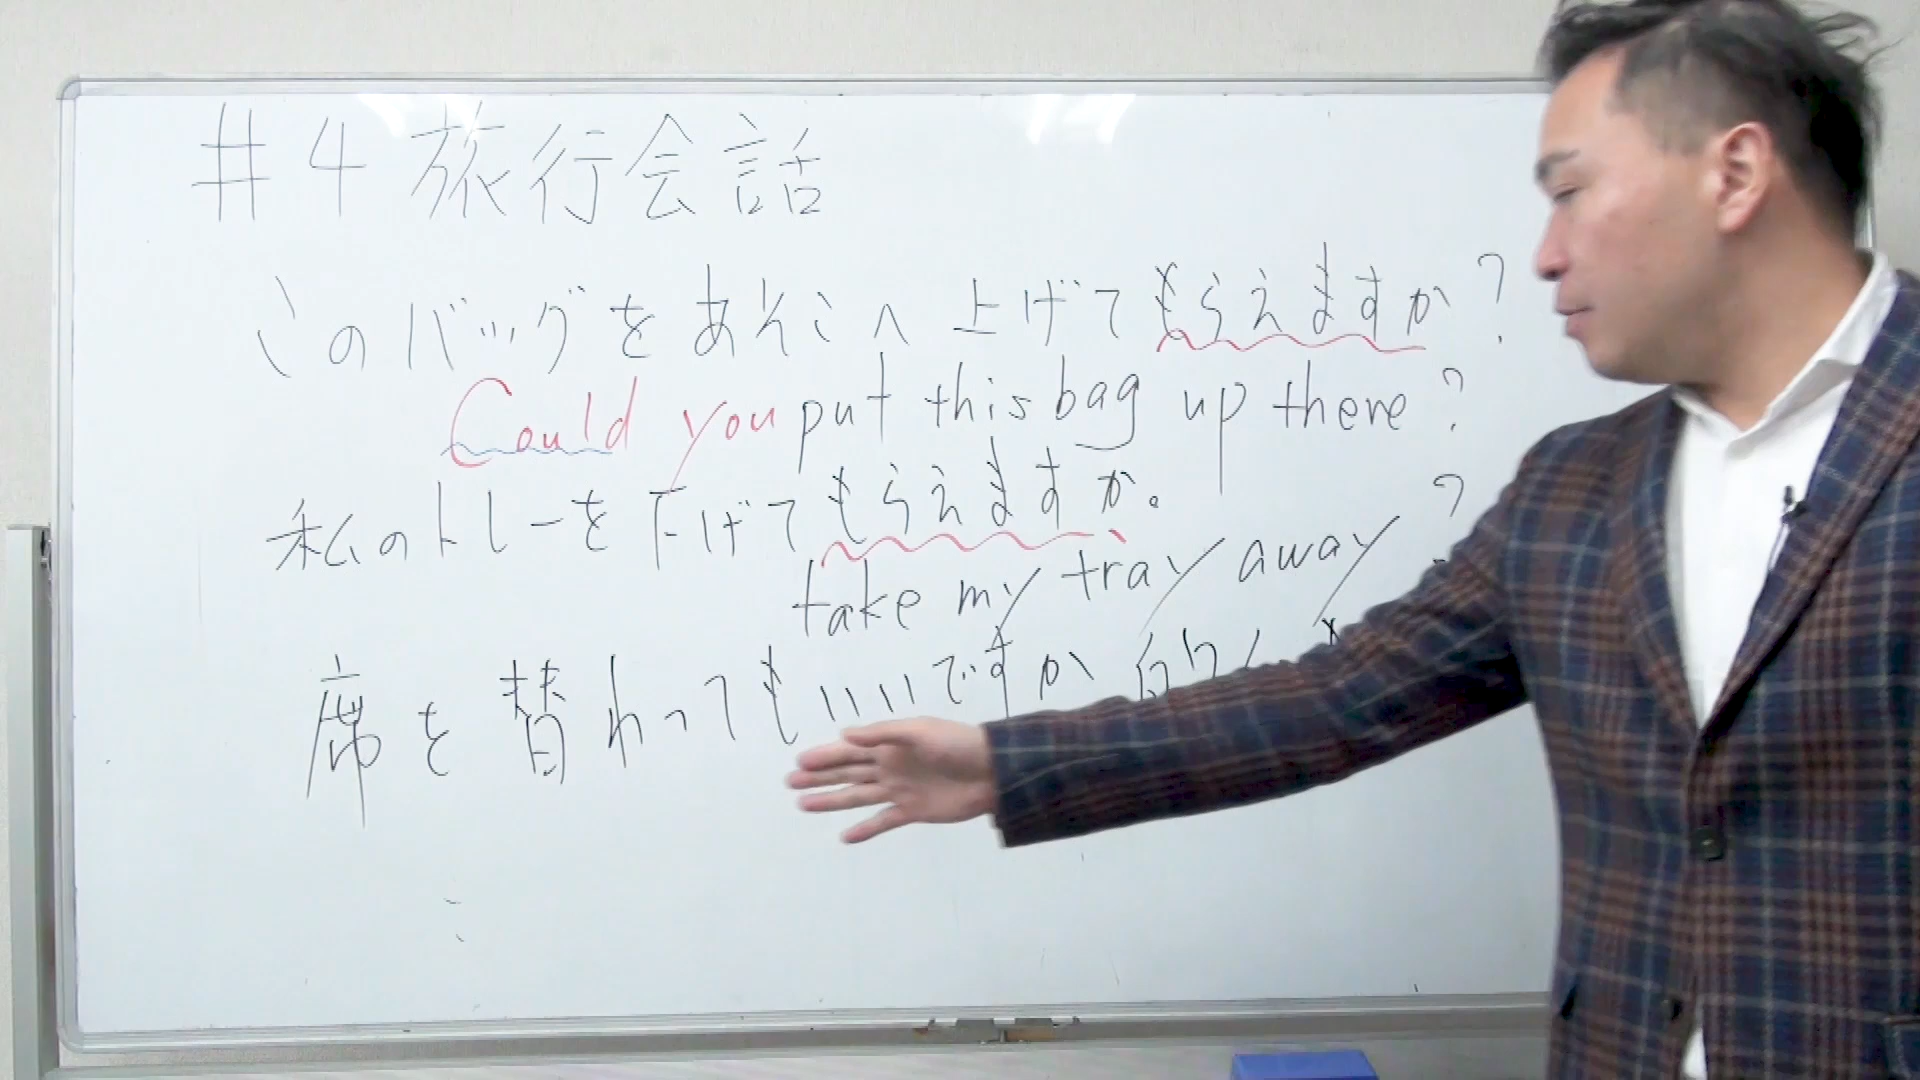 #4 旅行会話
このバッグをあそこへ上げてもらえますか?
Could you put this bag up there?
私のトレーを下げてもらえますか。
take my tray away?
席を替わってもいいですか